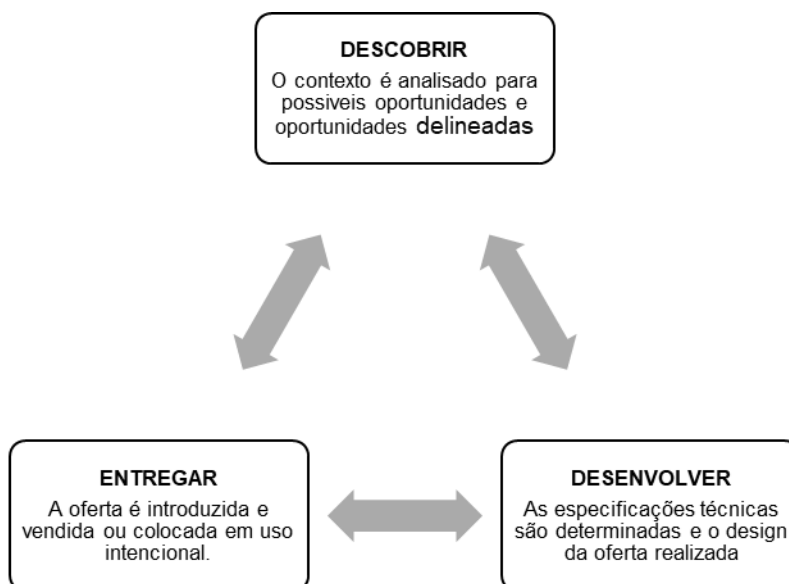 DESCOBRIR
O contexto é analisado para
possiveis oportunidades e
oportunidades delineadas
ENTREGAR
A oferta é introduzida e
vendida ou colocada em uso
intencional.
DESENVOLVER
As especificações técnicas
são determinadas e o design
da oferta realizada